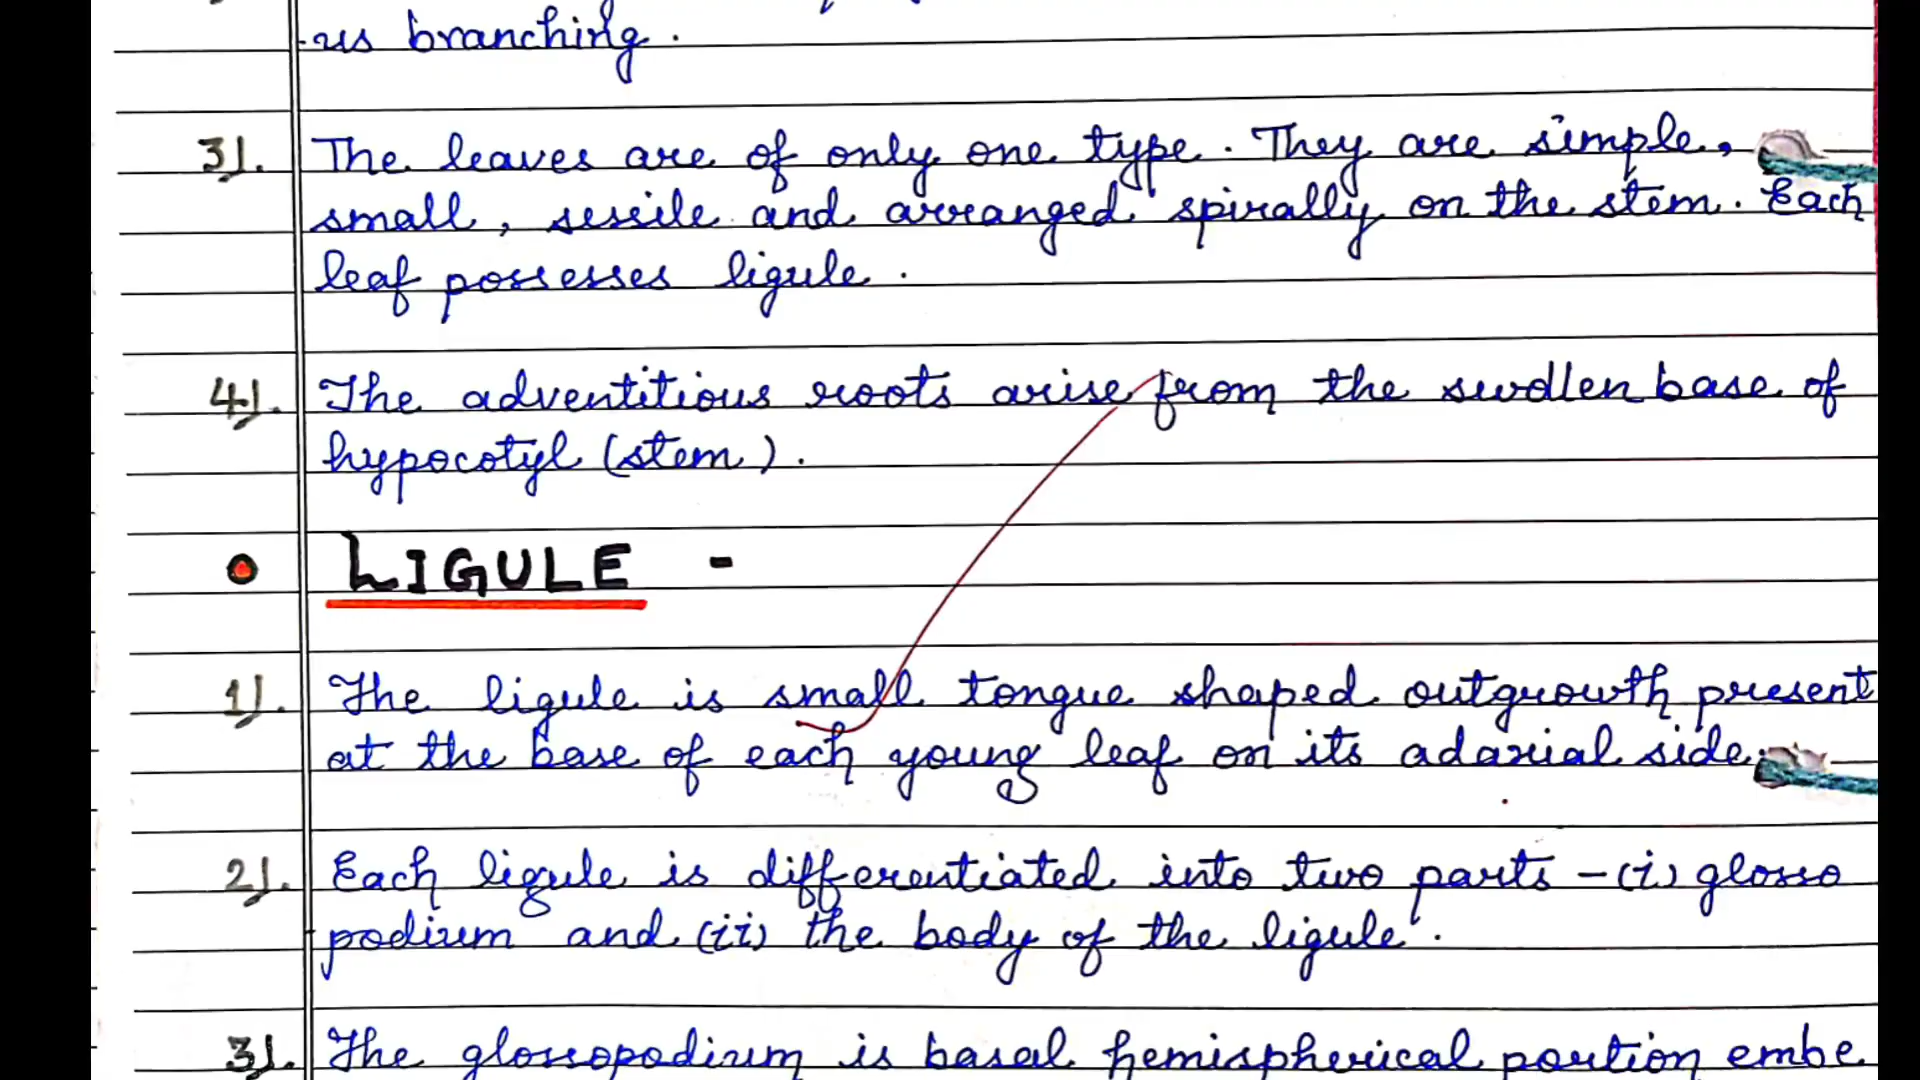 -us branching.
3). The leaves are of only one type. They are simple,
small, sessile and arranged spirally on the stem. Each
leaf possesses ligule.
4). The adventitious roots arise from the swollen base of
hypocotyl (stem).
• LIGULE -
1). The ligule is small tongue shaped outgrowth present
at the base of each young leaf on its adaxial side.
2). Each ligule is differentiated into two parts - (i) glosso
podium and (ii) the body of the ligule.
3). The glossopodium is basal hemispherical portion embe